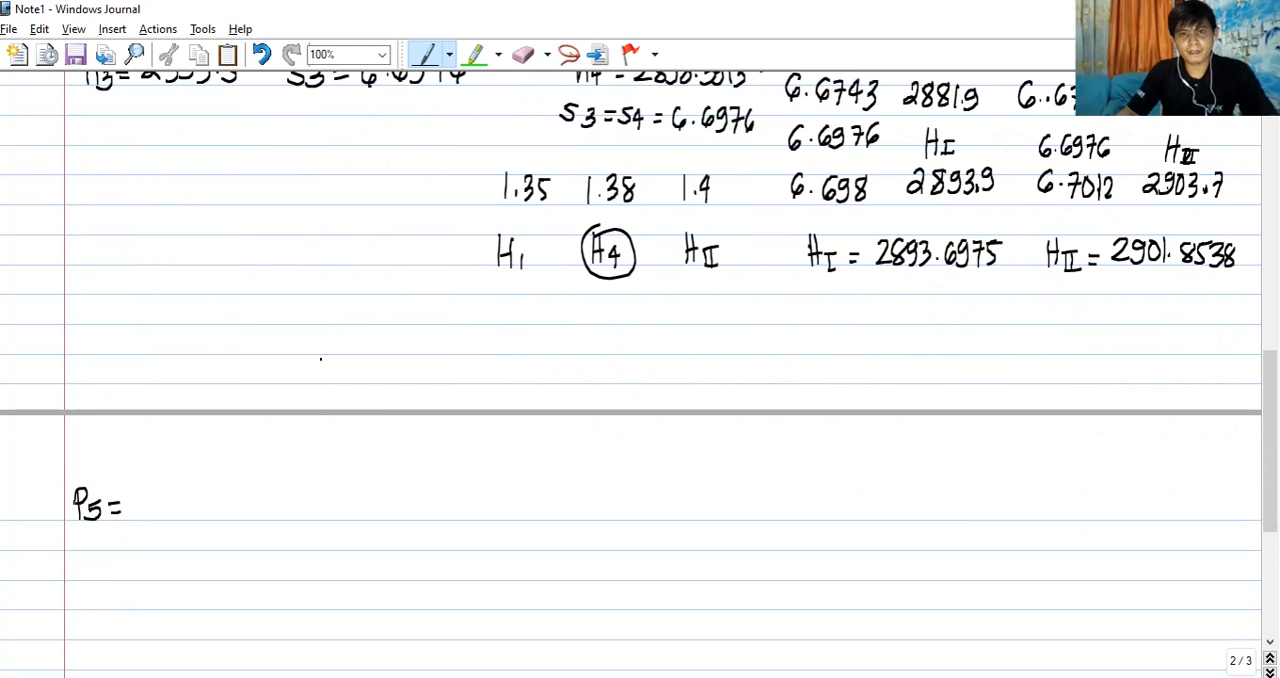 Note1 - Windows Journal
File Edit View Insert Actions Tools Help
100%
S3 = S4 = 6.6976
6.6743 2881.9
6.6976 HI 6.6976 HII
1.35 1.38 1.4 6.698 2893.9 6.7012 2903.7
H1 H4 HII HI = 2893.6975 HII = 2901.8538
P5 =
2 / 3